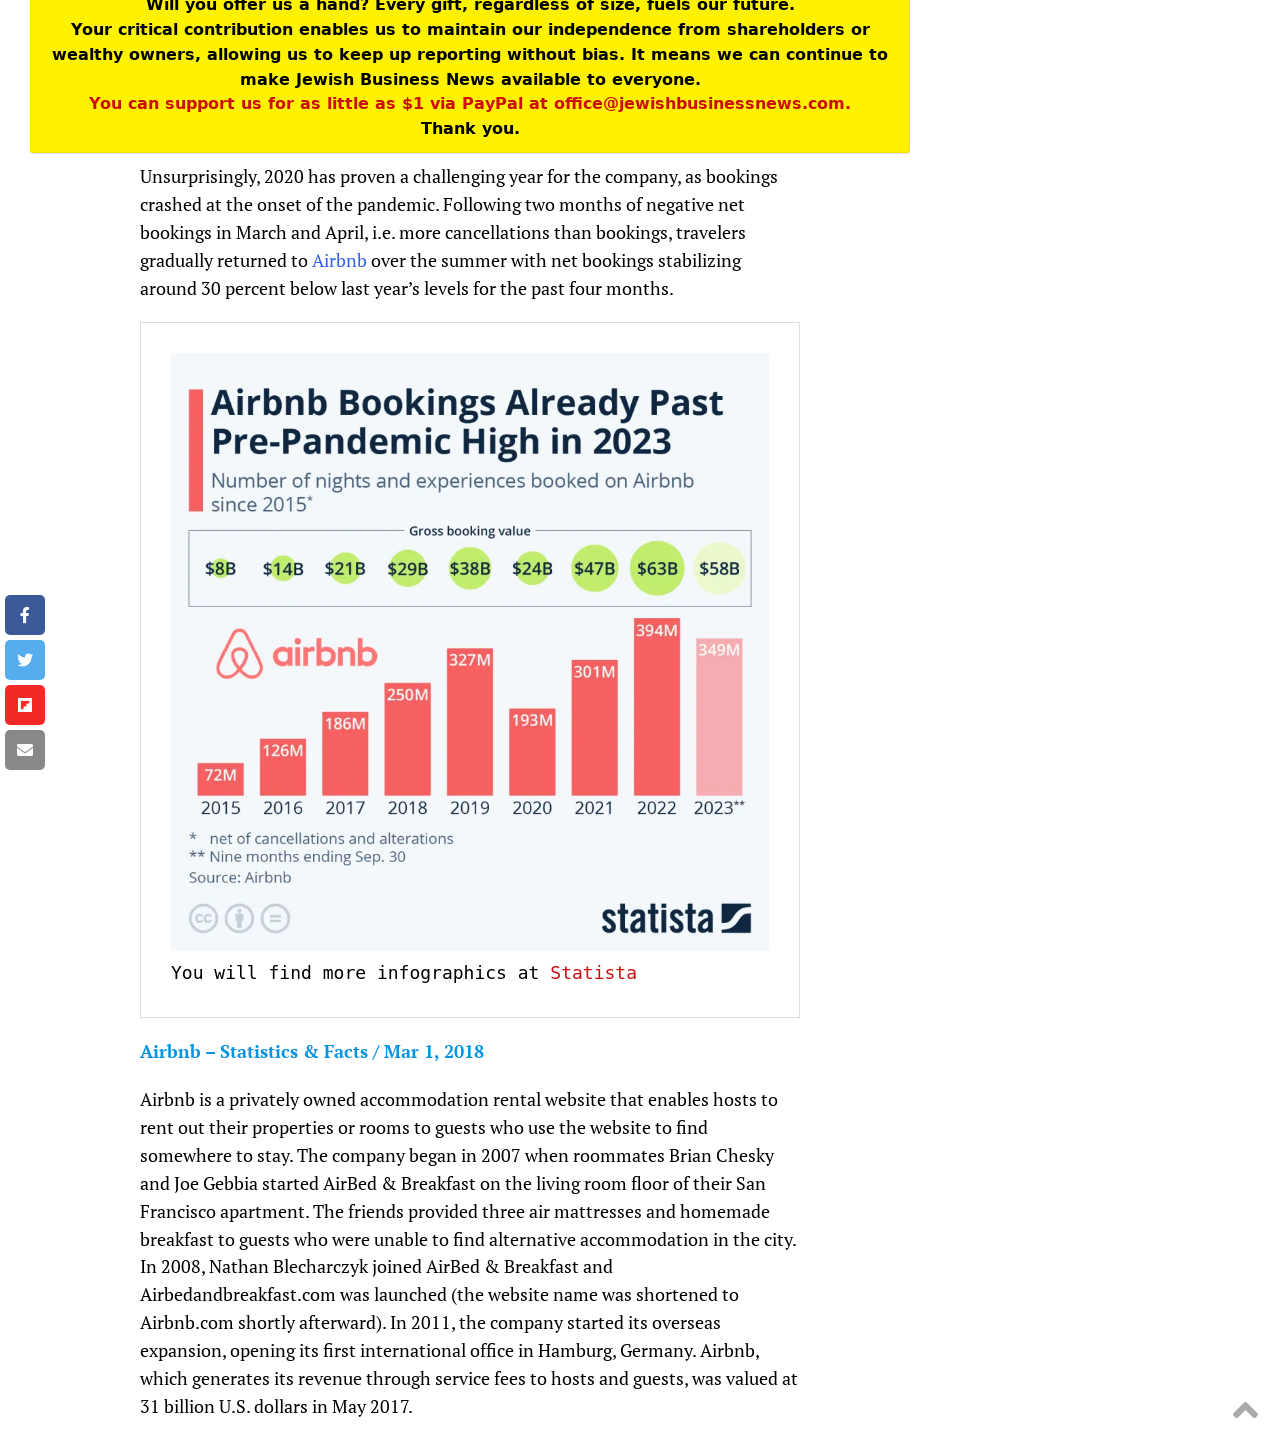 Will you offer us a hand? Every gift, regardless of size, fuels our future.
Your critical contribution enables us to maintain our independence from shareholders or
wealthy owners, allowing us to keep up reporting without bias. It means we can continue to
make Jewish Business News available to everyone.
You can support us for as little as $1 via PayPal at office@jewishbusinessnews.com.
Thank you.
Unsurprisingly, 2020 has proven a challenging year for the company, as bookings
crashed at the onset of the pandemic. Following two months of negative net
bookings in March and April, i.e. more cancellations than bookings, travelers
gradually returned to Airbnb over the summer with net bookings stabilizing
around 30 percent below last year’s levels for the past four months.
Airbnb Bookings Already Past
Pre-Pandemic High in 2023
Number of nights and experiences booked on Airbnb
since 2015*
Gross booking value
$8B $14B $21B $29B $38B $24B $47B $63B $58B
airbnb
72M 126M 186M 250M 327M 193M 301M 394M 349M
2015 2016 2017 2018 2019 2020 2021 2022 2023**
* net of cancellations and alterations
** Nine months ending Sep. 30
Source: Airbnb
cc
statista
You will find more infographics at Statista
Airbnb – Statistics & Facts / Mar 1, 2018
Airbnb is a privately owned accommodation rental website that enables hosts to
rent out their properties or rooms to guests who use the website to find
somewhere to stay. The company began in 2007 when roommates Brian Chesky
and Joe Gebbia started AirBed & Breakfast on the living room floor of their San
Francisco apartment. The friends provided three air mattresses and homemade
breakfast to guests who were unable to find alternative accommodation in the city.
In 2008, Nathan Blecharczyk joined AirBed & Breakfast and
Airbedandbreakfast.com was launched (the website name was shortened to
Airbnb.com shortly afterward). In 2011, the company started its overseas
expansion, opening its first international office in Hamburg, Germany. Airbnb,
which generates its revenue through service fees to hosts and guests, was valued at
31 billion U.S. dollars in May 2017.